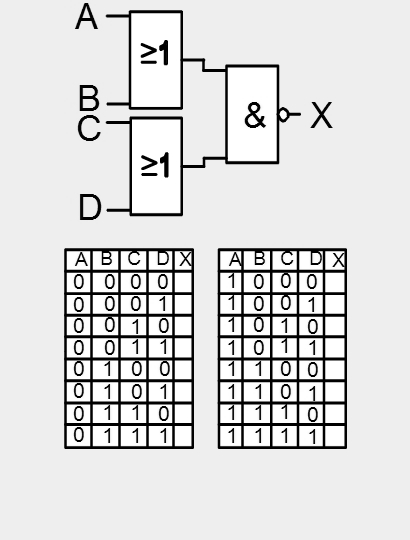 A
≥1
B
& X
C
≥1
D
A B C D X A B C D X
0 0 0 0 1 0 0 0
0 0 0 1 1 0 0 1
0 0 1 0 1 0 1 0
0 0 1 1 1 0 1 1
0 1 0 0 1 1 0 0
0 1 0 1 1 1 0 1
0 1 1 0 1 1 1 0
0 1 1 1 1 1 1 1